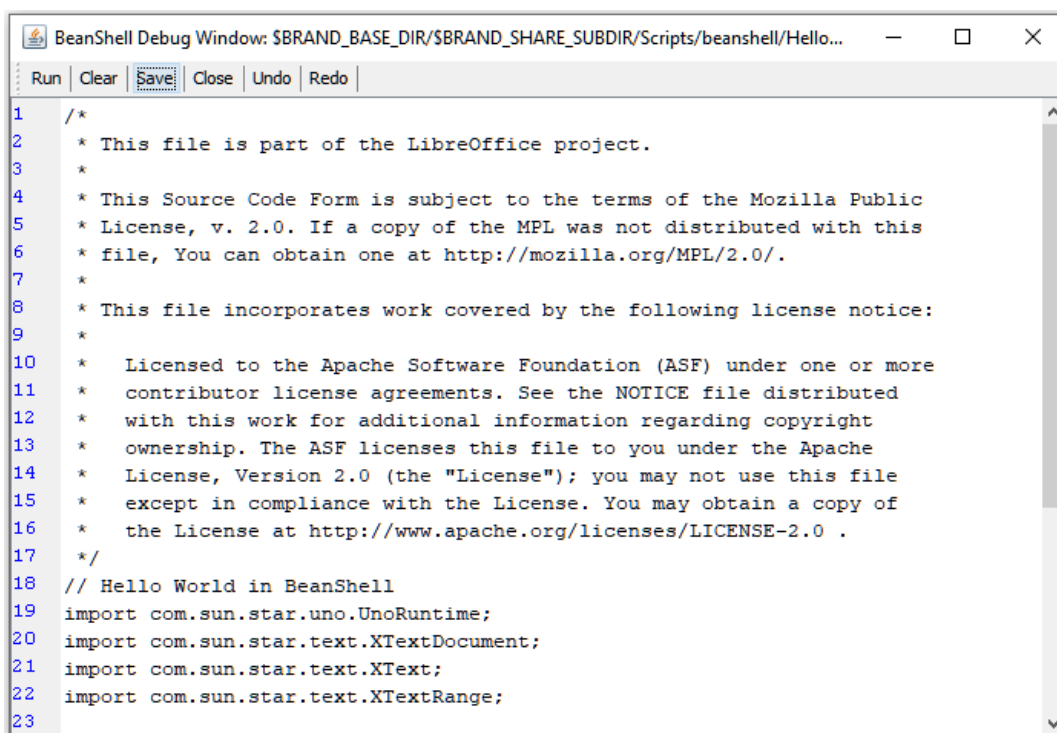 BeanShell Debug Window: $BRAND_BASE_DIR/$BRAND_SHARE_SUBDIR/Scripts/beanshell/Hello...
Run Clear Save Close Undo Redo
1 /*
2  * This file is part of the LibreOffice project.
3  *
4  * This Source Code Form is subject to the terms of the Mozilla Public
5  * License, v. 2.0. If a copy of the MPL was not distributed with this
6  * file, You can obtain one at http://mozilla.org/MPL/2.0/.
7  *
8  * This file incorporates work covered by the following license notice:
9  *
10  *   Licensed to the Apache Software Foundation (ASF) under one or more
11  *   contributor license agreements. See the NOTICE file distributed
12  *   with this work for additional information regarding copyright
13  *   ownership. The ASF licenses this file to you under the Apache
14  *   License, Version 2.0 (the "License"); you may not use this file
15  *   except in compliance with the License. You may obtain a copy of
16  *   the License at http://www.apache.org/licenses/LICENSE-2.0 .
17  */
18 // Hello World in BeanShell
19 import com.sun.star.uno.UnoRuntime;
20 import com.sun.star.text.XTextDocument;
21 import com.sun.star.text.XText;
22 import com.sun.star.text.XTextRange;
23